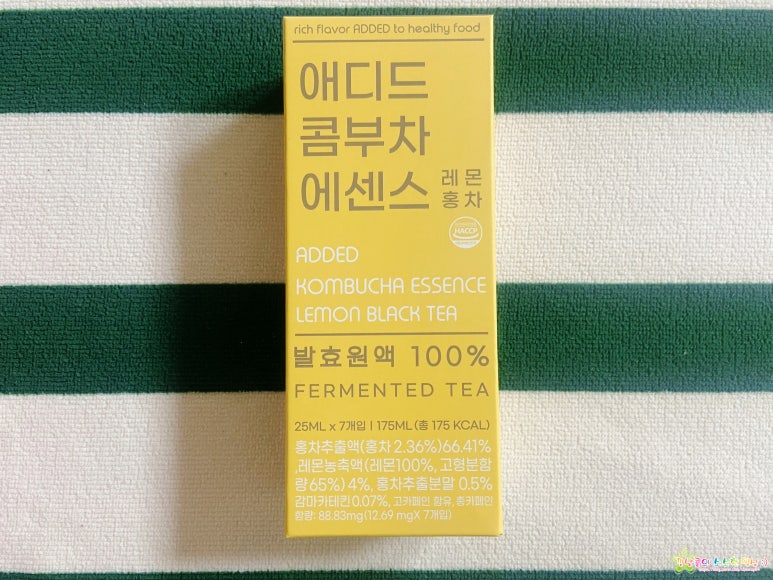 rich flavor ADDED to healthy food
애디드
콤부차
에센스
레몬
홍차
HACCP
ADDED
KOMBUCHA ESSENCE
LEMON BLACK TEA
발효원액 100%
FERMENTED TEA
25ML x 7개입 I 175ML (총 175 KCAL)
홍차추출액(홍차 2.36%)66.41%
,레몬농축액(레몬100%, 고형분함
량 65%) 4%, 홍차추출분말 0.5%
감마카테킨 0.07%, 고카페인 함유, 총카페인
함량: 88.83mg(12.69 mgX 7개입)